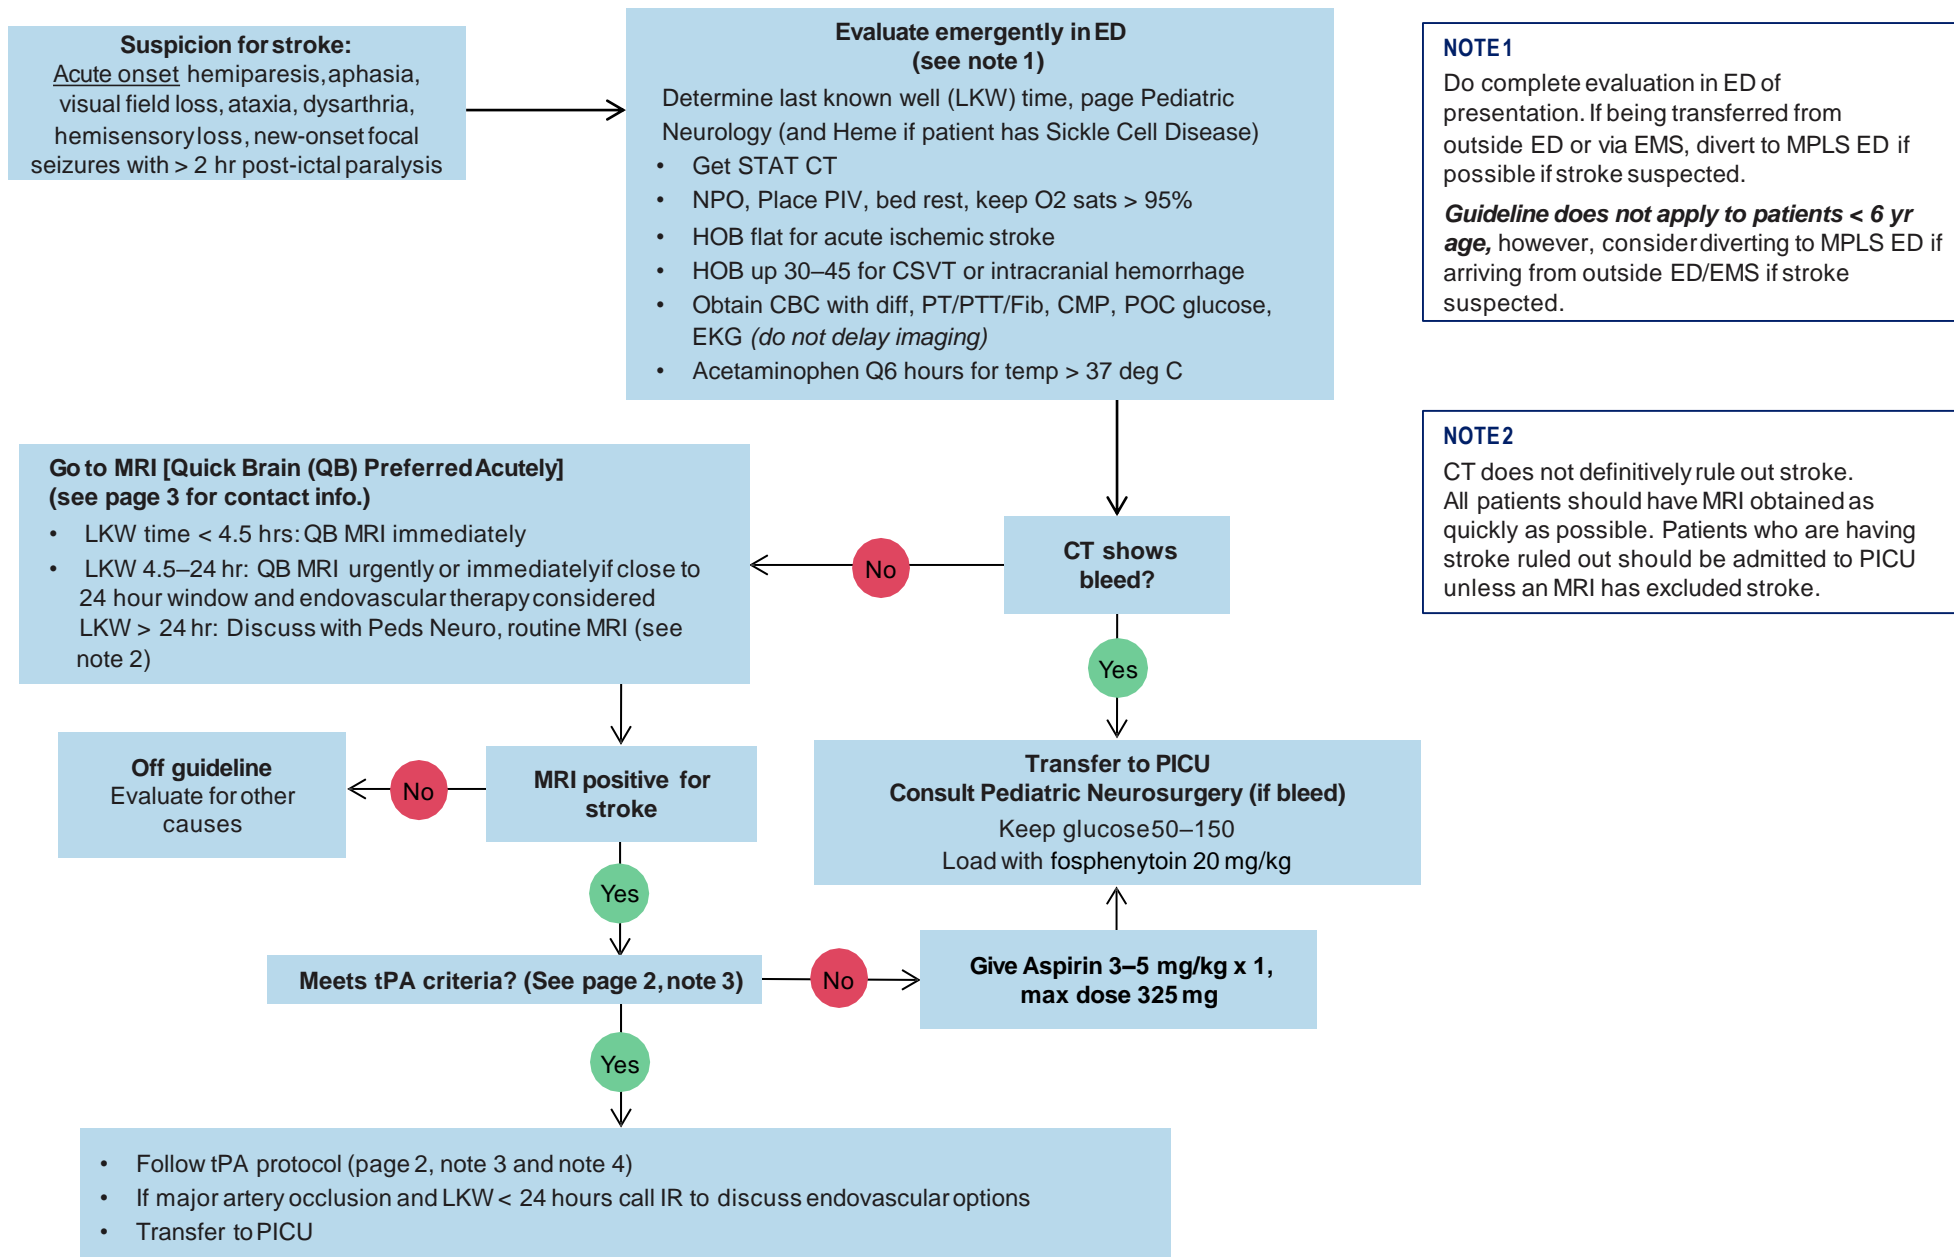 Suspicion for stroke:
Acute onset hemiparesis, aphasia,
visual field loss, ataxia, dysarthria,
hemisensory loss, new-onset focal
seizures with > 2 hr post-ictal paralysis
Evaluate emergently in ED
(see note 1)
Determine last known well (LKW) time, page Pediatric
Neurology (and Heme if patient has Sickle Cell Disease)
• Get STAT CT
• NPO, Place PIV, bed rest, keep O2 sats > 95%
• HOB flat for acute ischemic stroke
• HOB up 30–45 for CSVT or intracranial hemorrhage
• Obtain CBC with diff, PT/PTT/Fib, CMP, POC glucose,
EKG (do not delay imaging)
• Acetaminophen Q6 hours for temp > 37 deg C
NOTE 1
Do complete evaluation in ED of
presentation. If being transferred from
outside ED or via EMS, divert to MPLS ED if
possible if stroke suspected.
Guideline does not apply to patients < 6 yr
age, however, consider diverting to MPLS ED if
arriving from outside ED/EMS if stroke
suspected.
NOTE 2
CT does not definitively rule out stroke.
All patients should have MRI obtained as
quickly as possible. Patients who are having
stroke ruled out should be admitted to PICU
unless an MRI has excluded stroke.
Go to MRI [Quick Brain (QB) Preferred Acutely]
(see page 3 for contact info.)
• LKW time < 4.5 hrs: QB MRI immediately
• LKW 4.5–24 hr: QB MRI urgently or immediately if close to
24 hour window and endovascular therapy considered
LKW > 24 hr: Discuss with Peds Neuro, routine MRI (see
note 2)
No
CT shows
bleed?
Yes
Off guideline
Evaluate for other
causes
No
MRI positive for
stroke
Transfer to PICU
Consult Pediatric Neurosurgery (if bleed)
Keep glucose 50–150
Load with fosphenytoin 20 mg/kg
Yes
Meets tPA criteria? (See page 2, note 3)
No
Give Aspirin 3–5 mg/kg x 1,
max dose 325 mg
Yes
• Follow tPA protocol (page 2, note 3 and note 4)
• If major artery occlusion and LKW < 24 hours call IR to discuss endovascular options
• Transfer to PICU